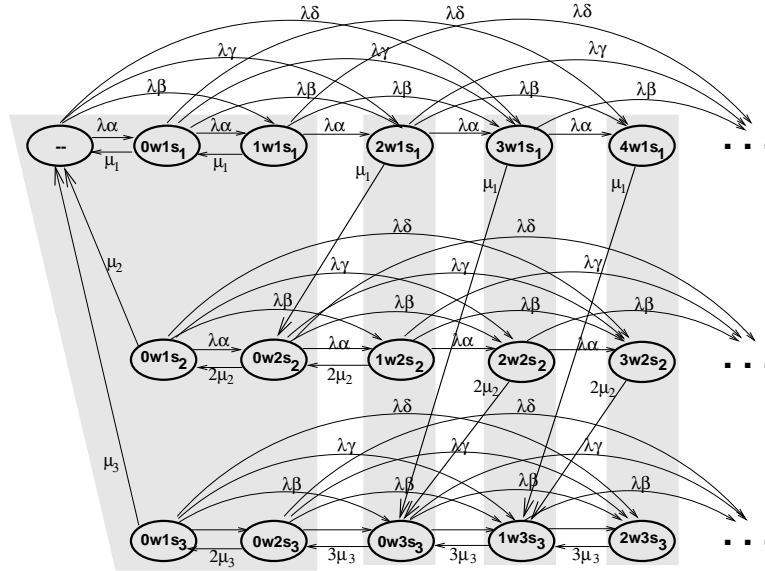 λδ λδ λδ
λγ λγ λγ
λβ λβ λβ λβ
λα λα λα λα λα
-- 0w1s1 1w1s1 2w1s1 3w1s1 4w1s1 . . .
μ1 μ1
μ1 μ1 μ1
λδ λδ
μ2 λγ λγ λγ
λβ λβ λβ
λα λα λα λα
0w1s2 0w2s2 1w2s2 2w2s2 3w2s2 . . .
2μ2 2μ2 2μ2 2μ2
λδ λδ
μ3 λγ λγ λγ
λβ λβ λβ λβ
0w1s3 0w2s3 0w3s3 1w3s3 2w3s3 . . .
2μ3 3μ3 3μ3 3μ3